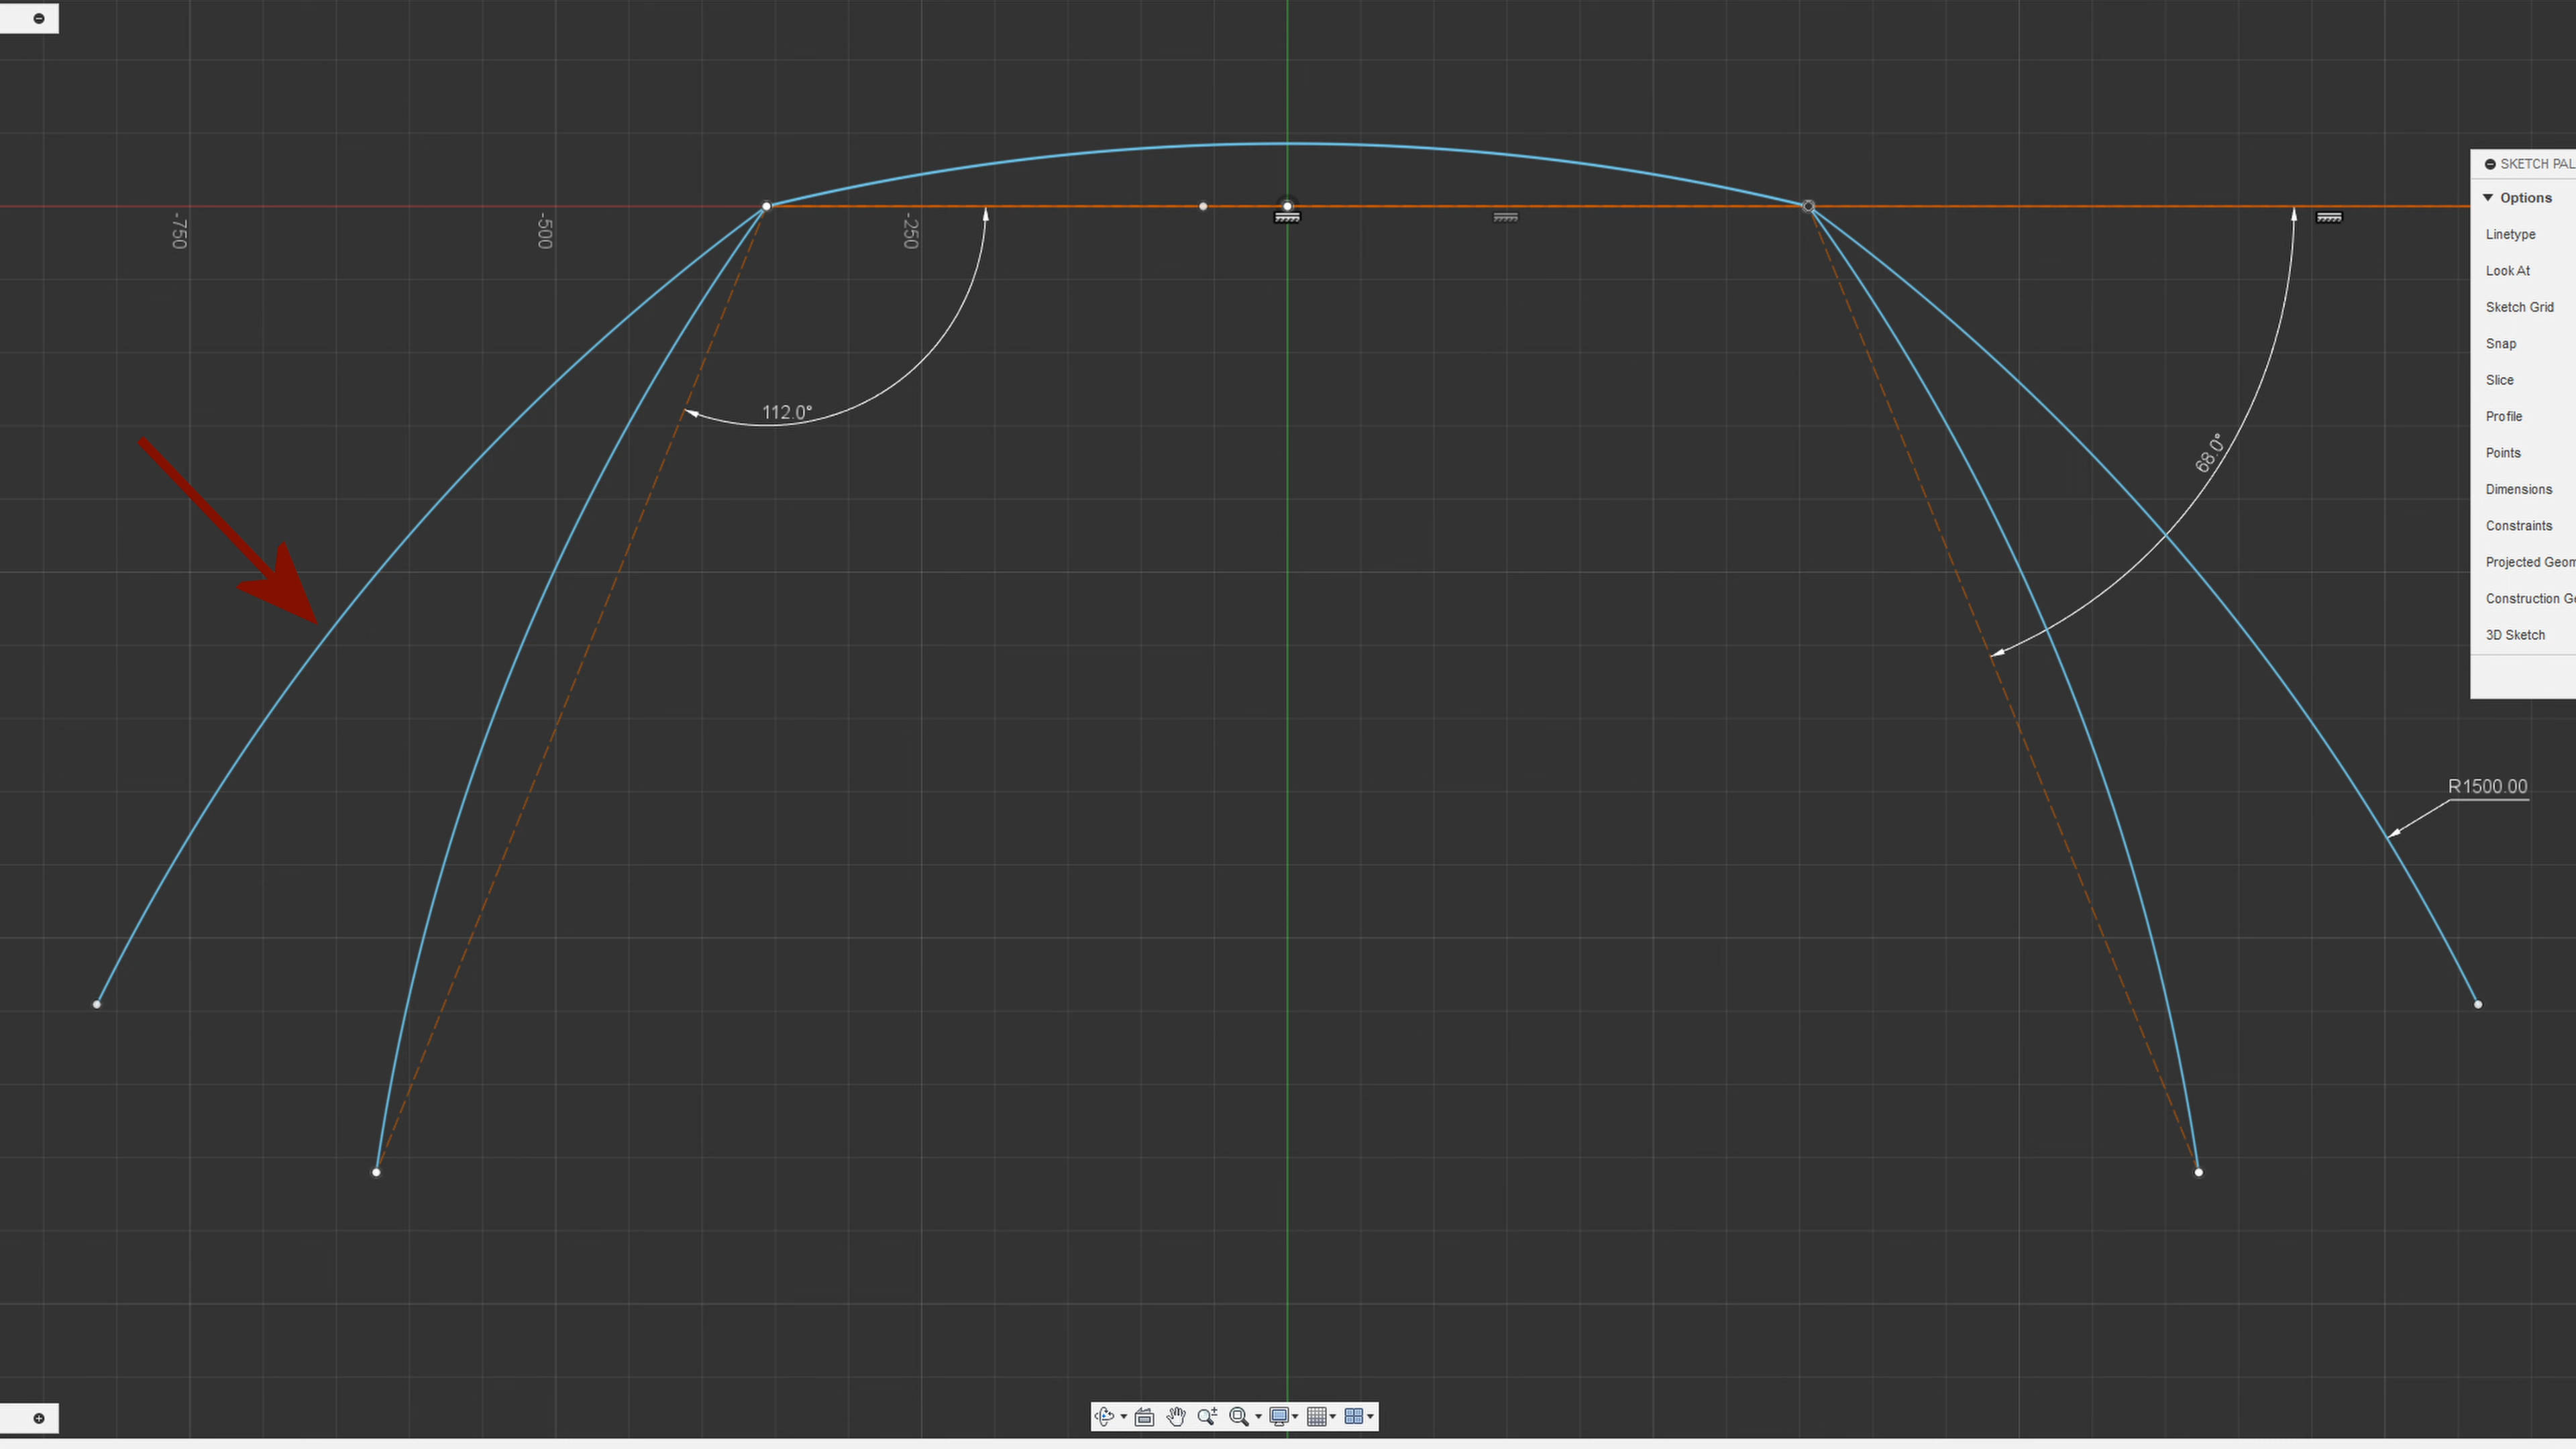 SKETCH PAL
Options
-750
-500
-250
Linetype
Look At
Sketch Grid
Snap
Slice
112.0°
Profile
68.0°
Points
Dimensions
Constraints
Projected Geom
Construction Ge
3D Sketch
R1500.00